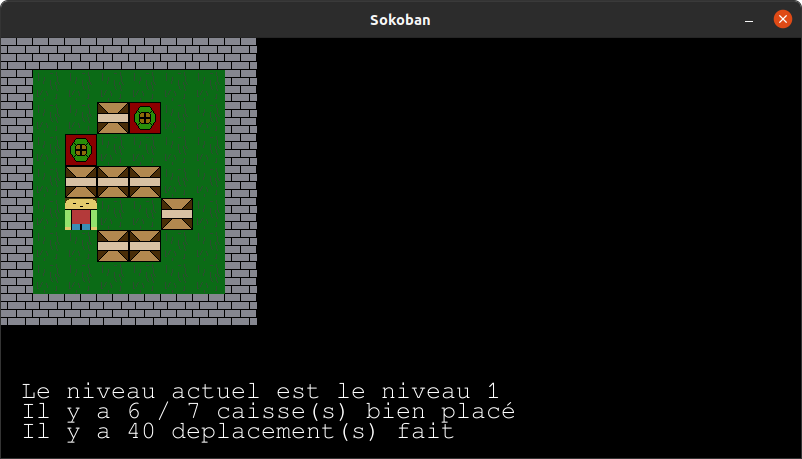 Sokoban
Le niveau actuel est le niveau 1
Il y a 6 / 7 caisse(s) bien placé
Il y a 40 deplacement(s) fait